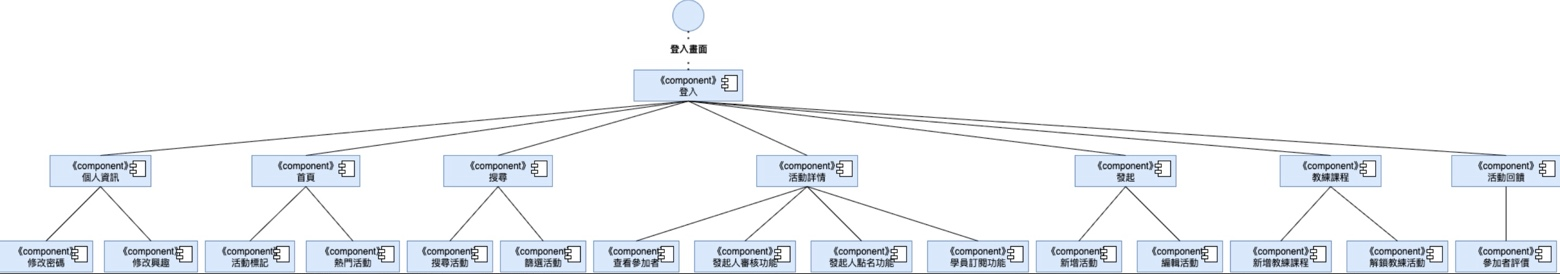 登入畫面
《component》
登入
《component》
個人資訊
《component》
首頁
《component》
搜尋
《component》
活動詳情
《component》
發起
《component》
教練課程
《component》
活動回饋
《component》
修改密碼
《component》
修改興趣
《component》
活動標記
《component》
熱門活動
《component》
搜尋活動
《component》
篩選活動
《component》
查看參加者
《component》
發起人審核功能
《component》
發起人點名功能
《component》
學員訂閱功能
《component》
新增活動
《component》
編輯活動
《component》
新增教練課程
《component》
解鎖教練活動
《component》
參加者評價